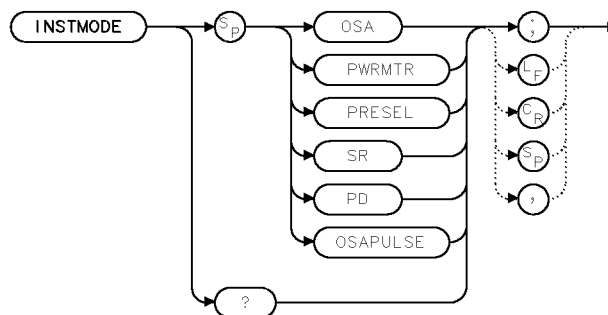 INSTMODE SP OSA ;
PWRMTR LF
PRESEL CR
SR SP
PD ,
OSAPULSE
?